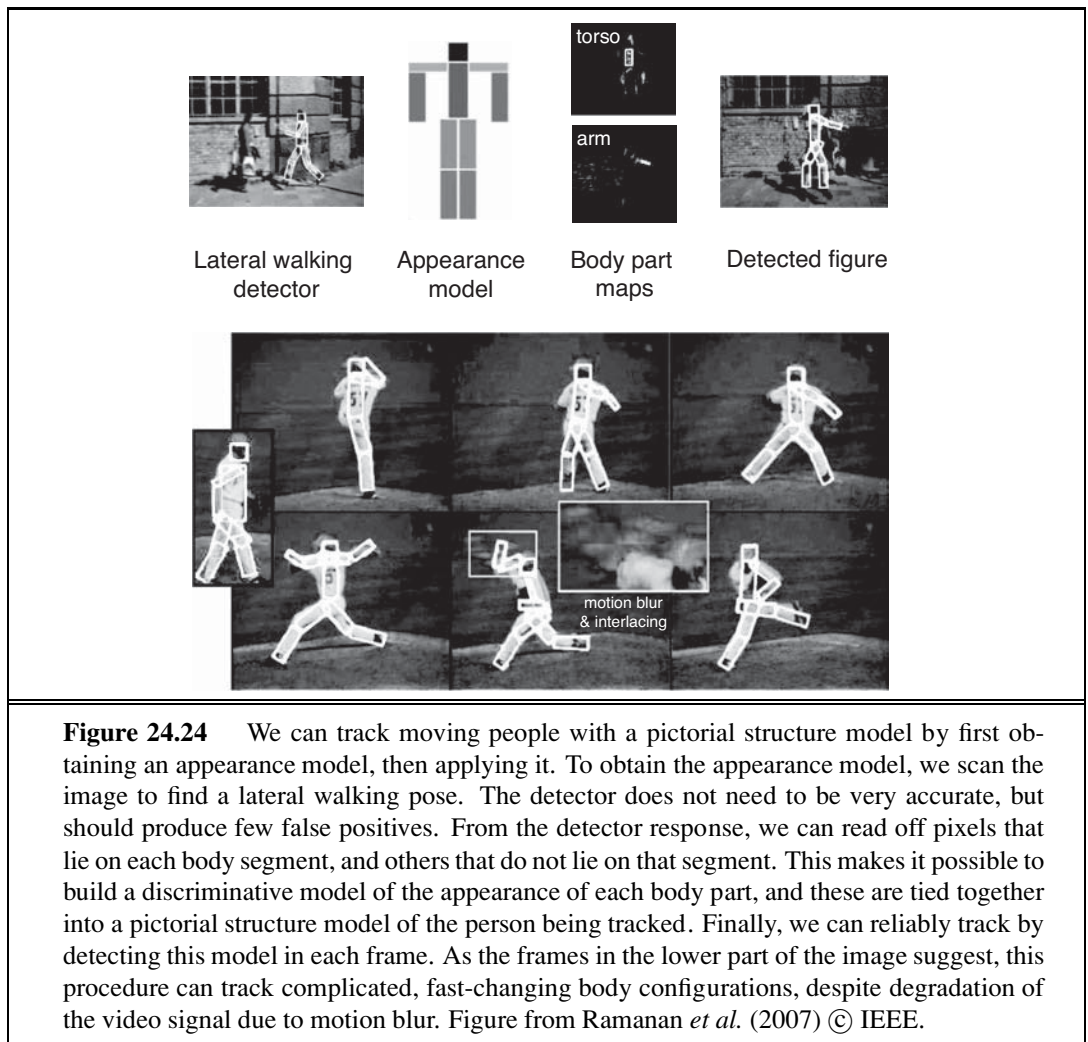 torso
arm
Lateral walking
detector
Appearance
model
Body part
maps
Detected figure
motion blur
& interlacing
Figure 24.24 We can track moving people with a pictorial structure model by first ob-
taining an appearance model, then applying it. To obtain the appearance model, we scan the
image to find a lateral walking pose. The detector does not need to be very accurate, but
should produce few false positives. From the detector response, we can read off pixels that
lie on each body segment, and others that do not lie on that segment. This makes it possible to
build a discriminative model of the appearance of each body part, and these are tied together
into a pictorial structure model of the person being tracked. Finally, we can reliably track by
detecting this model in each frame. As the frames in the lower part of the image suggest, this
procedure can track complicated, fast-changing body configurations, despite degradation of
the video signal due to motion blur. Figure from Ramanan et al. (2007) © IEEE.